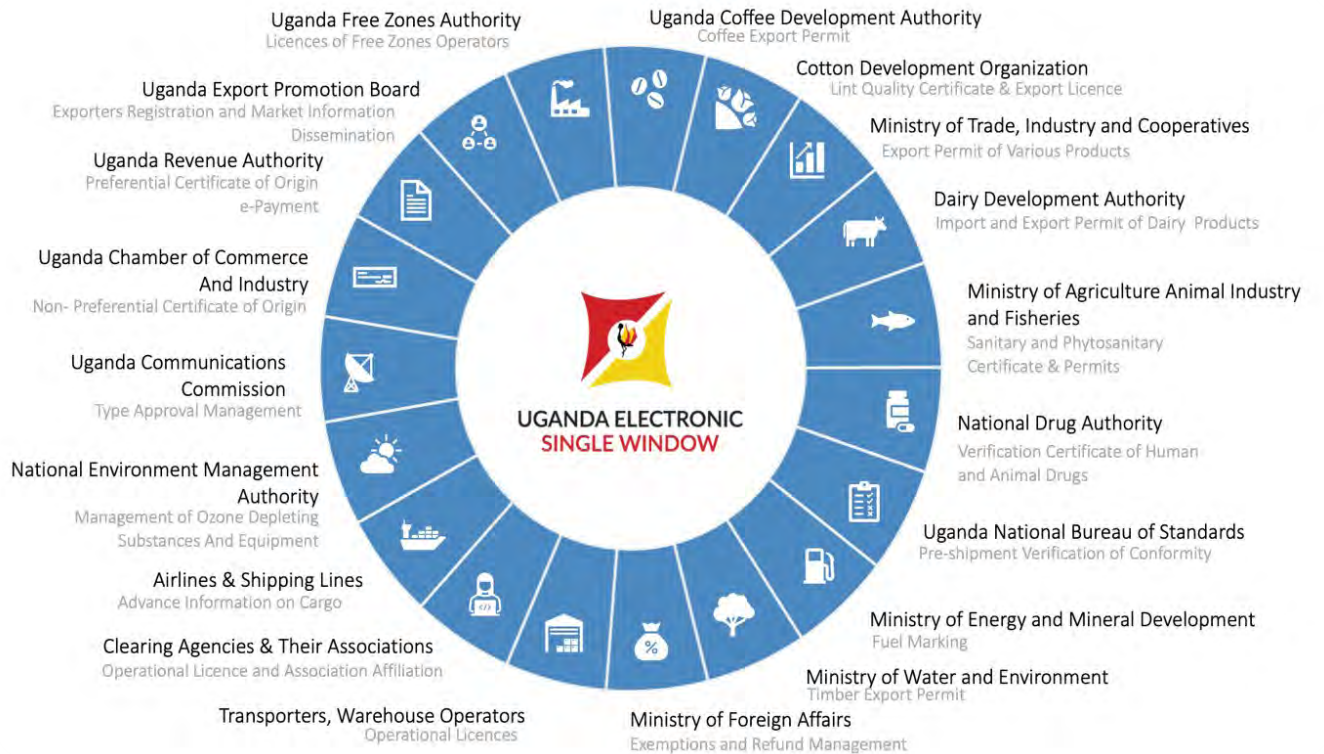 Uganda Free Zones Authority
Licences of Free Zones Operators
Uganda Coffee Development Authority
Coffee Export Permit
Cotton Development Organization
Lint Quality Certificate & Export Licence
Ministry of Trade, Industry and Cooperatives
Export Permit of Various Products
Dairy Development Authority
Import and Export Permit of Dairy Products
Ministry of Agriculture Animal Industry
and Fisheries
Sanitary and Phytosanitary
Certificate & Permits
National Drug Authority
Verification Certificate of Human
and Animal Drugs
Uganda National Bureau of Standards
Pre-shipment Verification of Conformity
Ministry of Energy and Mineral Development
Fuel Marking
Ministry of Water and Environment
Timber Export Permit
Ministry of Foreign Affairs
Exemptions and Refund Management
%
Transporters, Warehouse Operators
Operational Licences
Clearing Agencies & Their Associations
Operational Licence and Association Affiliation
</>
Airlines & Shipping Lines
Advance Information on Cargo
National Environment Management
Authority
Management of Ozone Depleting
Substances And Equipment
Uganda Communications
Commission
Type Approval Management
Uganda Chamber of Commerce
And Industry
Non- Preferential Certificate of Origin
Uganda Revenue Authority
Preferential Certificate of Origin
e-Payment
Uganda Export Promotion Board
Exporters Registration and Market Information
Dissemination
UGANDA ELECTRONIC
SINGLE WINDOW